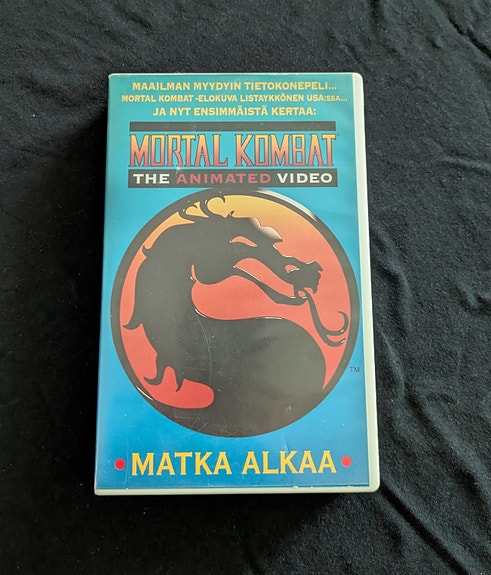 MAAILMAN MYYDYIN TIETOKONEPELI...
MORTAL KOMBAT -ELOKUVA LISTAYKKÖNEN USA:SSA...
JA NYT ENSIMMÄISTÄ KERTAA:
MORTAL KOMBAT
THE ANIMATED VIDEO
TM
• MATKA ALKAA •